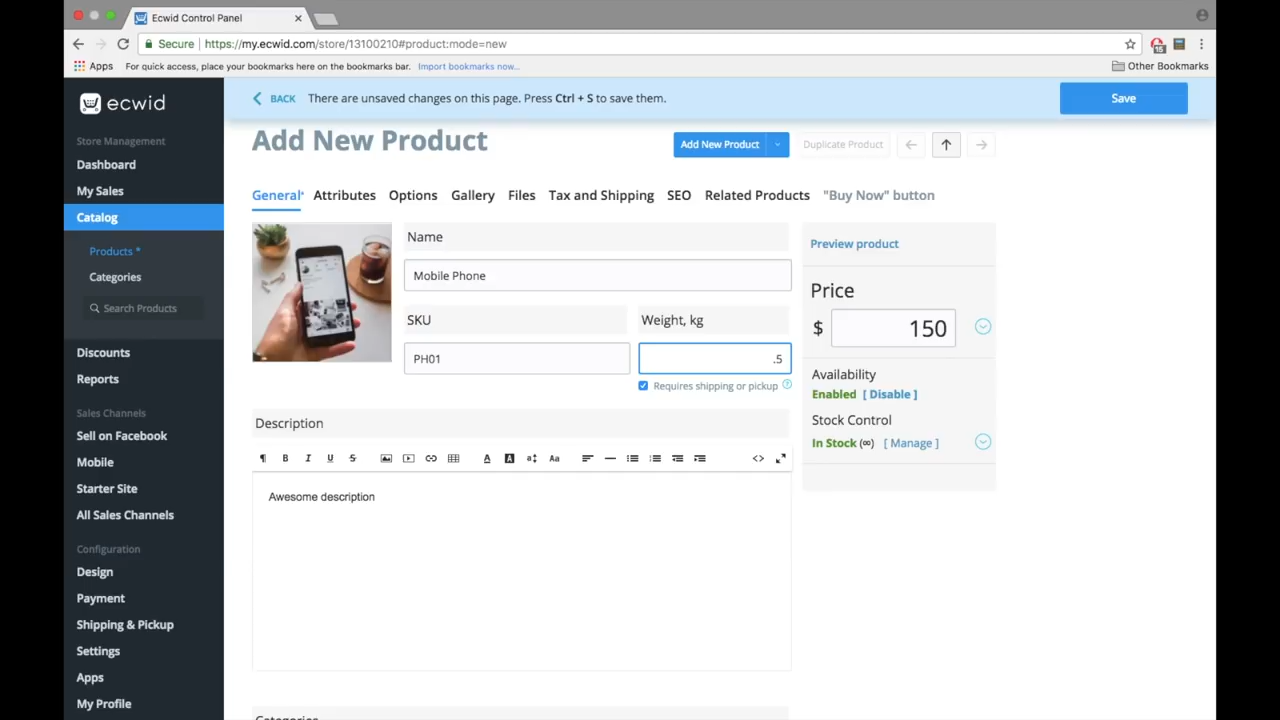 Ecwid Control Panel
Secure https://my.ecwid.com/store/13100210#product:mode=new
Apps For quick access, place your bookmarks here on the bookmarks bar. Import bookmarks now... Other Bookmarks
ecwid
BACK There are unsaved changes on this page. Press Ctrl + S to save them. Save
Store Management
Dashboard
My Sales
Catalog
Products *
Categories
Search Products
Discounts
Reports
Sales Channels
Sell on Facebook
Mobile
Starter Site
All Sales Channels
Configuration
Design
Payment
Shipping & Pickup
Settings
Apps
My Profile
Add New Product
Add New Product Duplicate Product
General* Attributes Options Gallery Files Tax and Shipping SEO Related Products "Buy Now" button
Name
Mobile Phone
SKU Weight, kg
PH01 .5
Requires shipping or pickup
Description
Awesome description
Preview product
Price
$ 150
Availability
Enabled [ Disable ]
Stock Control
In Stock (∞) [ Manage ]
Categories